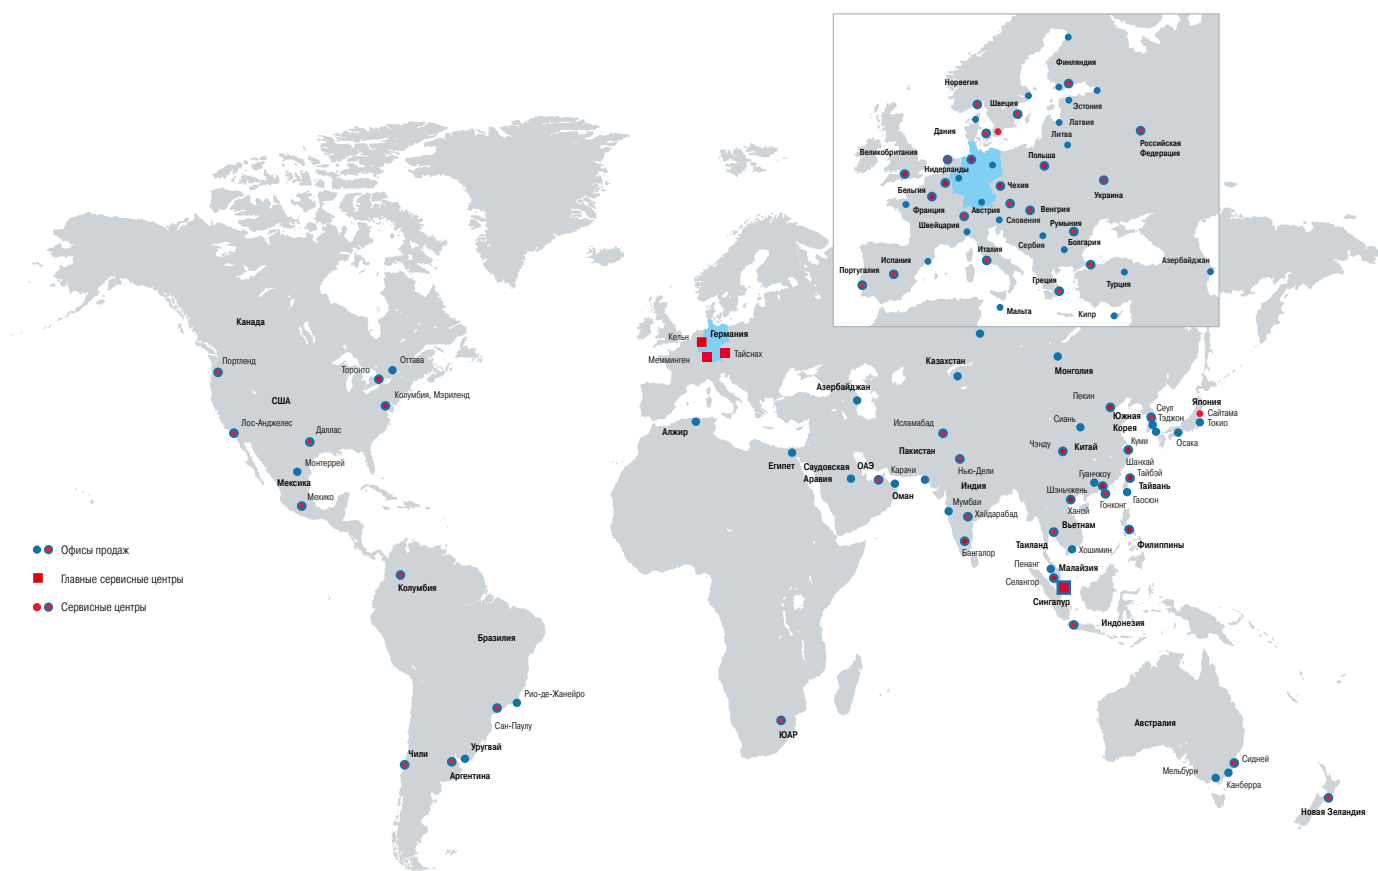 Финляндия
Норвегия
Швеция
Эстония
Латвия
Дания
Литва
Российская
Федерация
Великобритания
Польша
Нидерланды
Чехия
Бельгия
Украина
Франция
Австрия
Венгрия
Словения
Румыния
Швейцария
Сербия
Болгария
Италия
Испания
Азербайджан
Португалия
Греция
Турция
Мальта
Кипр
Канада
Портленд
Оттава
Торонто
США
Колумбия, Мэриленд
Лос-Анджелес
Даллас
Монтеррей
Мексика
Мехико
Кельн
Германия
Мемминген
Тайснах
Казахстан
Монголия
Азербайджан
Пекин
Япония
Сеул
Сайтама
Южная
Корея
Тэджон
Токио
Исламабад
Сиань
Алжир
Куми
Осака
Чэнду
Китай
Пакистан
Шанхай
Египет
Саудовская
Аравия
ОАЭ
Карачи
Нью-Дели
Тайбэй
Гуанчжоу
Оман
Индия
Шэньчжень
Тайвань
Мумбаи
Гонконг
Гаосюн
Хайдарабад
Ханой
Вьетнам
Таиланд
Филиппины
Бангалор
Хошимин
Пенанг
Малайзия
Селангор
Сингапур
Индонезия
Офисы продаж
Главные сервисные центры
Сервисные центры
Колумбия
Бразилия
Рио-де-Жанейро
Сан-Паулу
Чили
Уругвай
Аргентина
ЮАР
Австралия
Сидней
Мельбурн
Канберра
Новая Зеландия